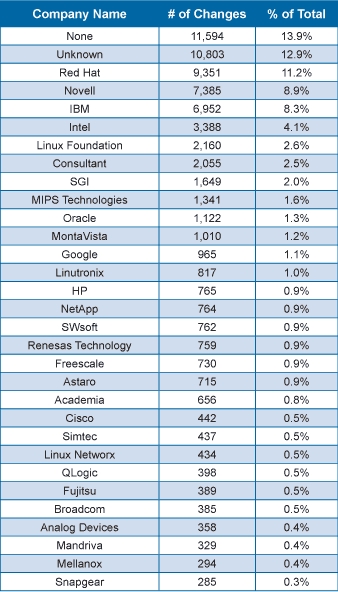 Company Name # of Changes % of Total
None 11,594 13.9%
Unknown 10,803 12.9%
Red Hat 9,351 11.2%
Novell 7,385 8.9%
IBM 6,952 8.3%
Intel 3,388 4.1%
Linux Foundation 2,160 2.6%
Consultant 2,055 2.5%
SGI 1,649 2.0%
MIPS Technologies 1,341 1.6%
Oracle 1,122 1.3%
MontaVista 1,010 1.2%
Google 965 1.1%
Linutronix 817 1.0%
HP 765 0.9%
NetApp 764 0.9%
SWsoft 762 0.9%
Renesas Technology 759 0.9%
Freescale 730 0.9%
Astaro 715 0.9%
Academia 656 0.8%
Cisco 442 0.5%
Simtec 437 0.5%
Linux Networx 434 0.5%
QLogic 398 0.5%
Fujitsu 389 0.5%
Broadcom 385 0.5%
Analog Devices 358 0.4%
Mandriva 329 0.4%
Mellanox 294 0.4%
Snapgear 285 0.3%